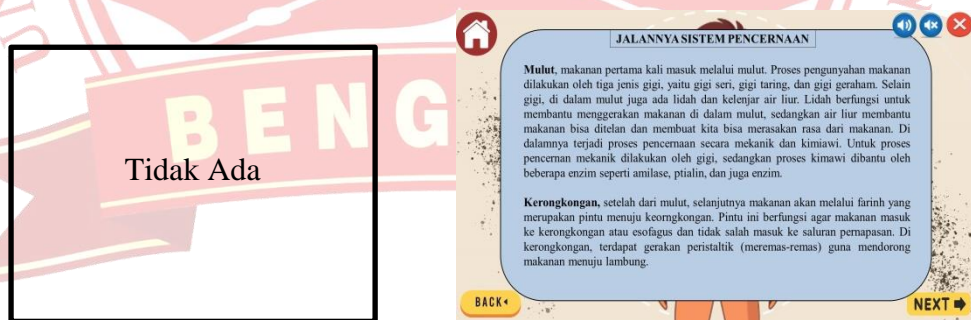 BENG
Tidak Ada
JALANNYA SISTEM PENCERNAAN
Mulut, makanan pertama kali masuk melalui mulut. Proses pengunyahan makanan
dilakukan oleh tiga jenis gigi, yaitu gigi seri, gigi taring, dan gigi geraham. Selain
gigi, di dalam mulut juga ada lidah dan kelenjar air liur. Lidah berfungsi untuk
membantu menggerakan makanan di dalam mulut, sedangkan air liur membantu
makanan bisa ditelan dan membuat kita bisa merasakan rasa dari makanan. Di
dalamnya terjadi proses pencernaan secara mekanik dan kimiawi. Untuk proses
pencernan mekanik dilakukan oleh gigi, sedangkan proses kimawi dibantu oleh
beberapa enzim seperti amilase, ptialin, dan juga enzim.
Kerongkongan, setelah dari mulut, selanjutnya makanan akan melalui farinh yang
merupakan pintu menuju keorngkongan. Pintu ini berfungsi agar makanan masuk
ke kerongkongan atau esofagus dan tidak salah masuk ke saluran pernapasan. Di
kerongkongan, terdapat gerakan peristaltik (meremas-remas) guna mendorong
makanan menuju lambung.
BACK
NEXT